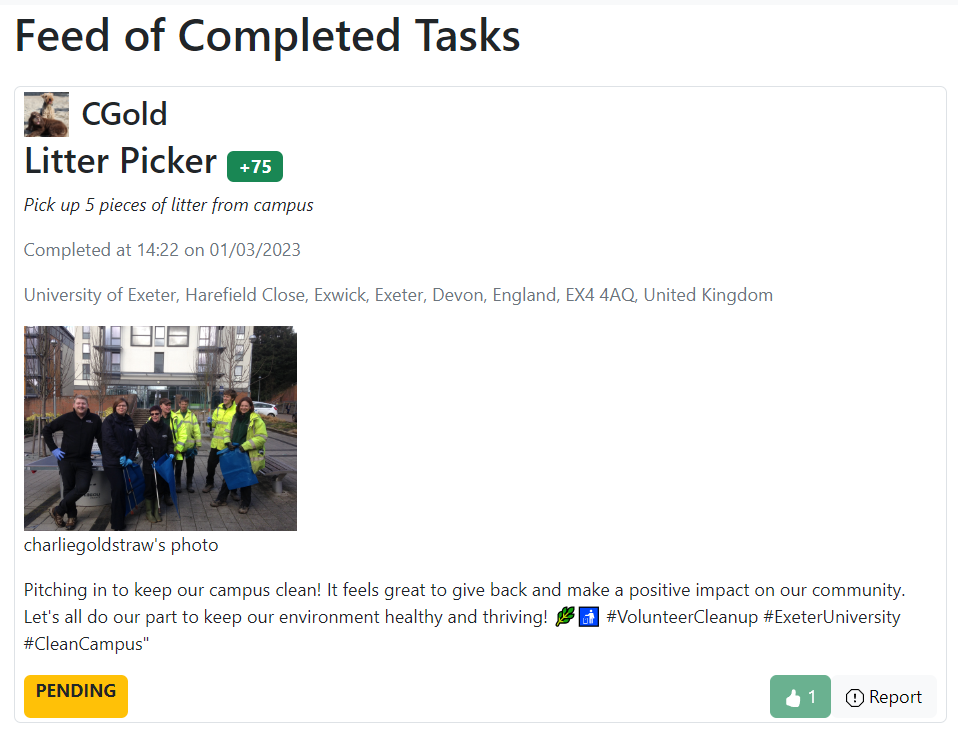 Feed of Completed Tasks
CGold
Litter Picker +75
Pick up 5 pieces of litter from campus
Completed at 14:22 on 01/03/2023
University of Exeter, Harefield Close, Exwick, Exeter, Devon, England, EX4 4AQ, United Kingdom
charliegoldstraw's photo
Pitching in to keep our campus clean! It feels great to give back and make a positive impact on our community.
Let's all do our part to keep our environment healthy and thriving! 🌿🚮 #VolunteerCleanup #ExeterUniversity
#CleanCampus"
PENDING
1
Report